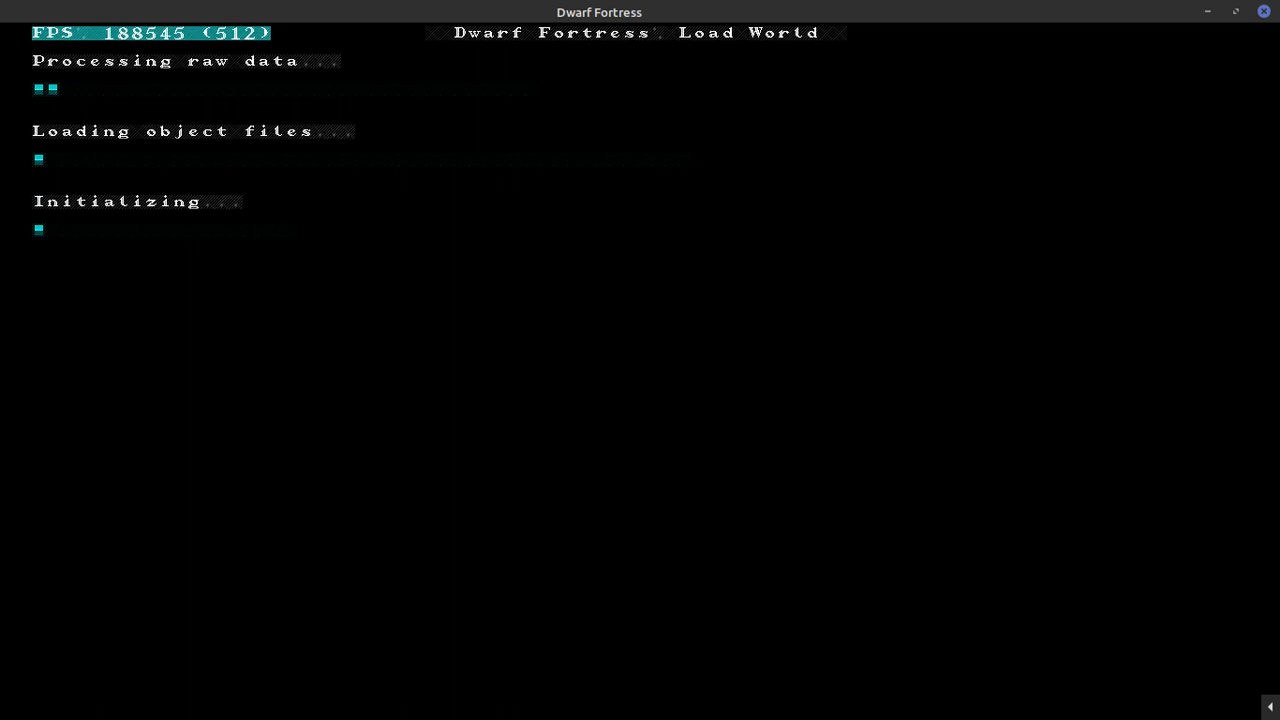 Dwarf Fortress
FPS: 188545 (512)
Dwarf Fortress: Load World
Processing raw data...
Loading object files...
Initializing...